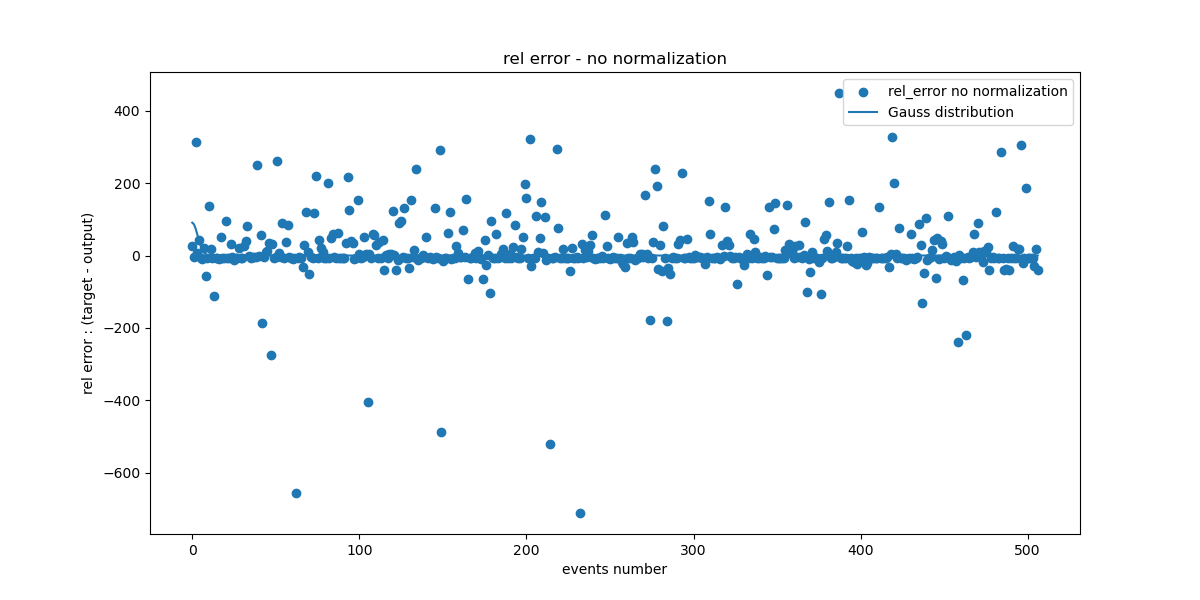 rel error - no normalization
rel_error no normalization
Gauss distribution
400
200
0
−200
−400
−600
rel error : (target - output)
0 100 200 300 400 500
events number